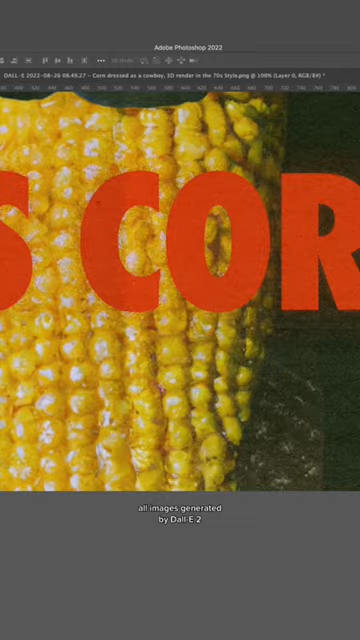 Adobe Photoshop 2022
DALL·E 2022-08-26 08.49.27 – Corn dressed as a cowboy, 3D render in the 70s Style.png @ 100% (Layer 0, RGB/8#) *
S COR
all images generated
by Dall-E 2